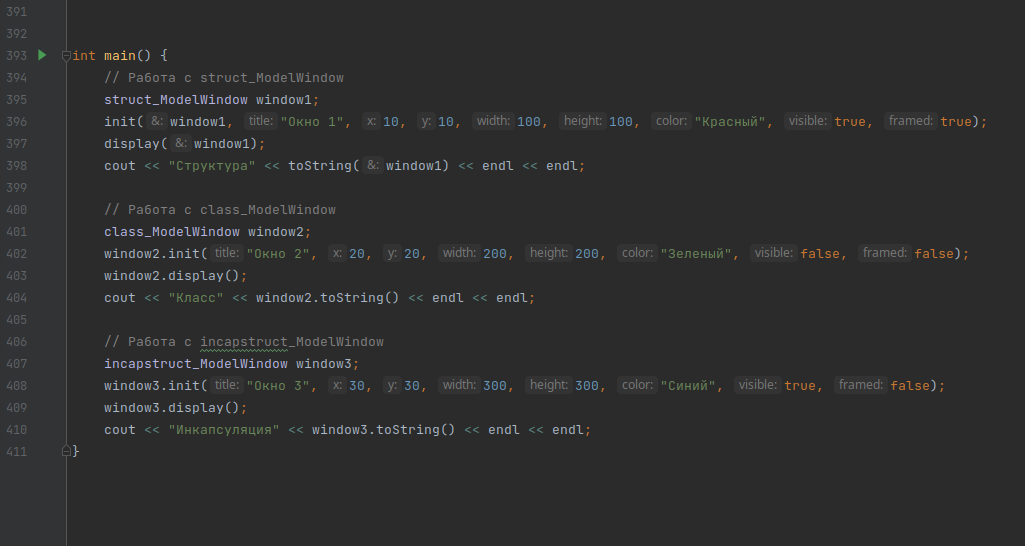 391
392
393 int main() {
394 // Работа с struct_ModelWindow
395 struct_ModelWindow window1;
396 init( &: window1, title: "Окно 1", x: 10, y: 10, width: 100, height: 100, color: "Красный", visible: true, framed: true);
397 display( &: window1);
398 cout << "Структура" << toString( &: window1) << endl << endl;
399
400 // Работа с class_ModelWindow
401 class_ModelWindow window2;
402 window2.init( title: "Окно 2", x: 20, y: 20, width: 200, height: 200, color: "Зеленый", visible: false, framed: false);
403 window2.display();
404 cout << "Класс" << window2.toString() << endl << endl;
405
406 // Работа с incapstruct_ModelWindow
407 incapstruct_ModelWindow window3;
408 window3.init( title: "Окно 3", x: 30, y: 30, width: 300, height: 300, color: "Синий", visible: true, framed: false);
409 window3.display();
410 cout << "Инкапсуляция" << window3.toString() << endl << endl;
411 }